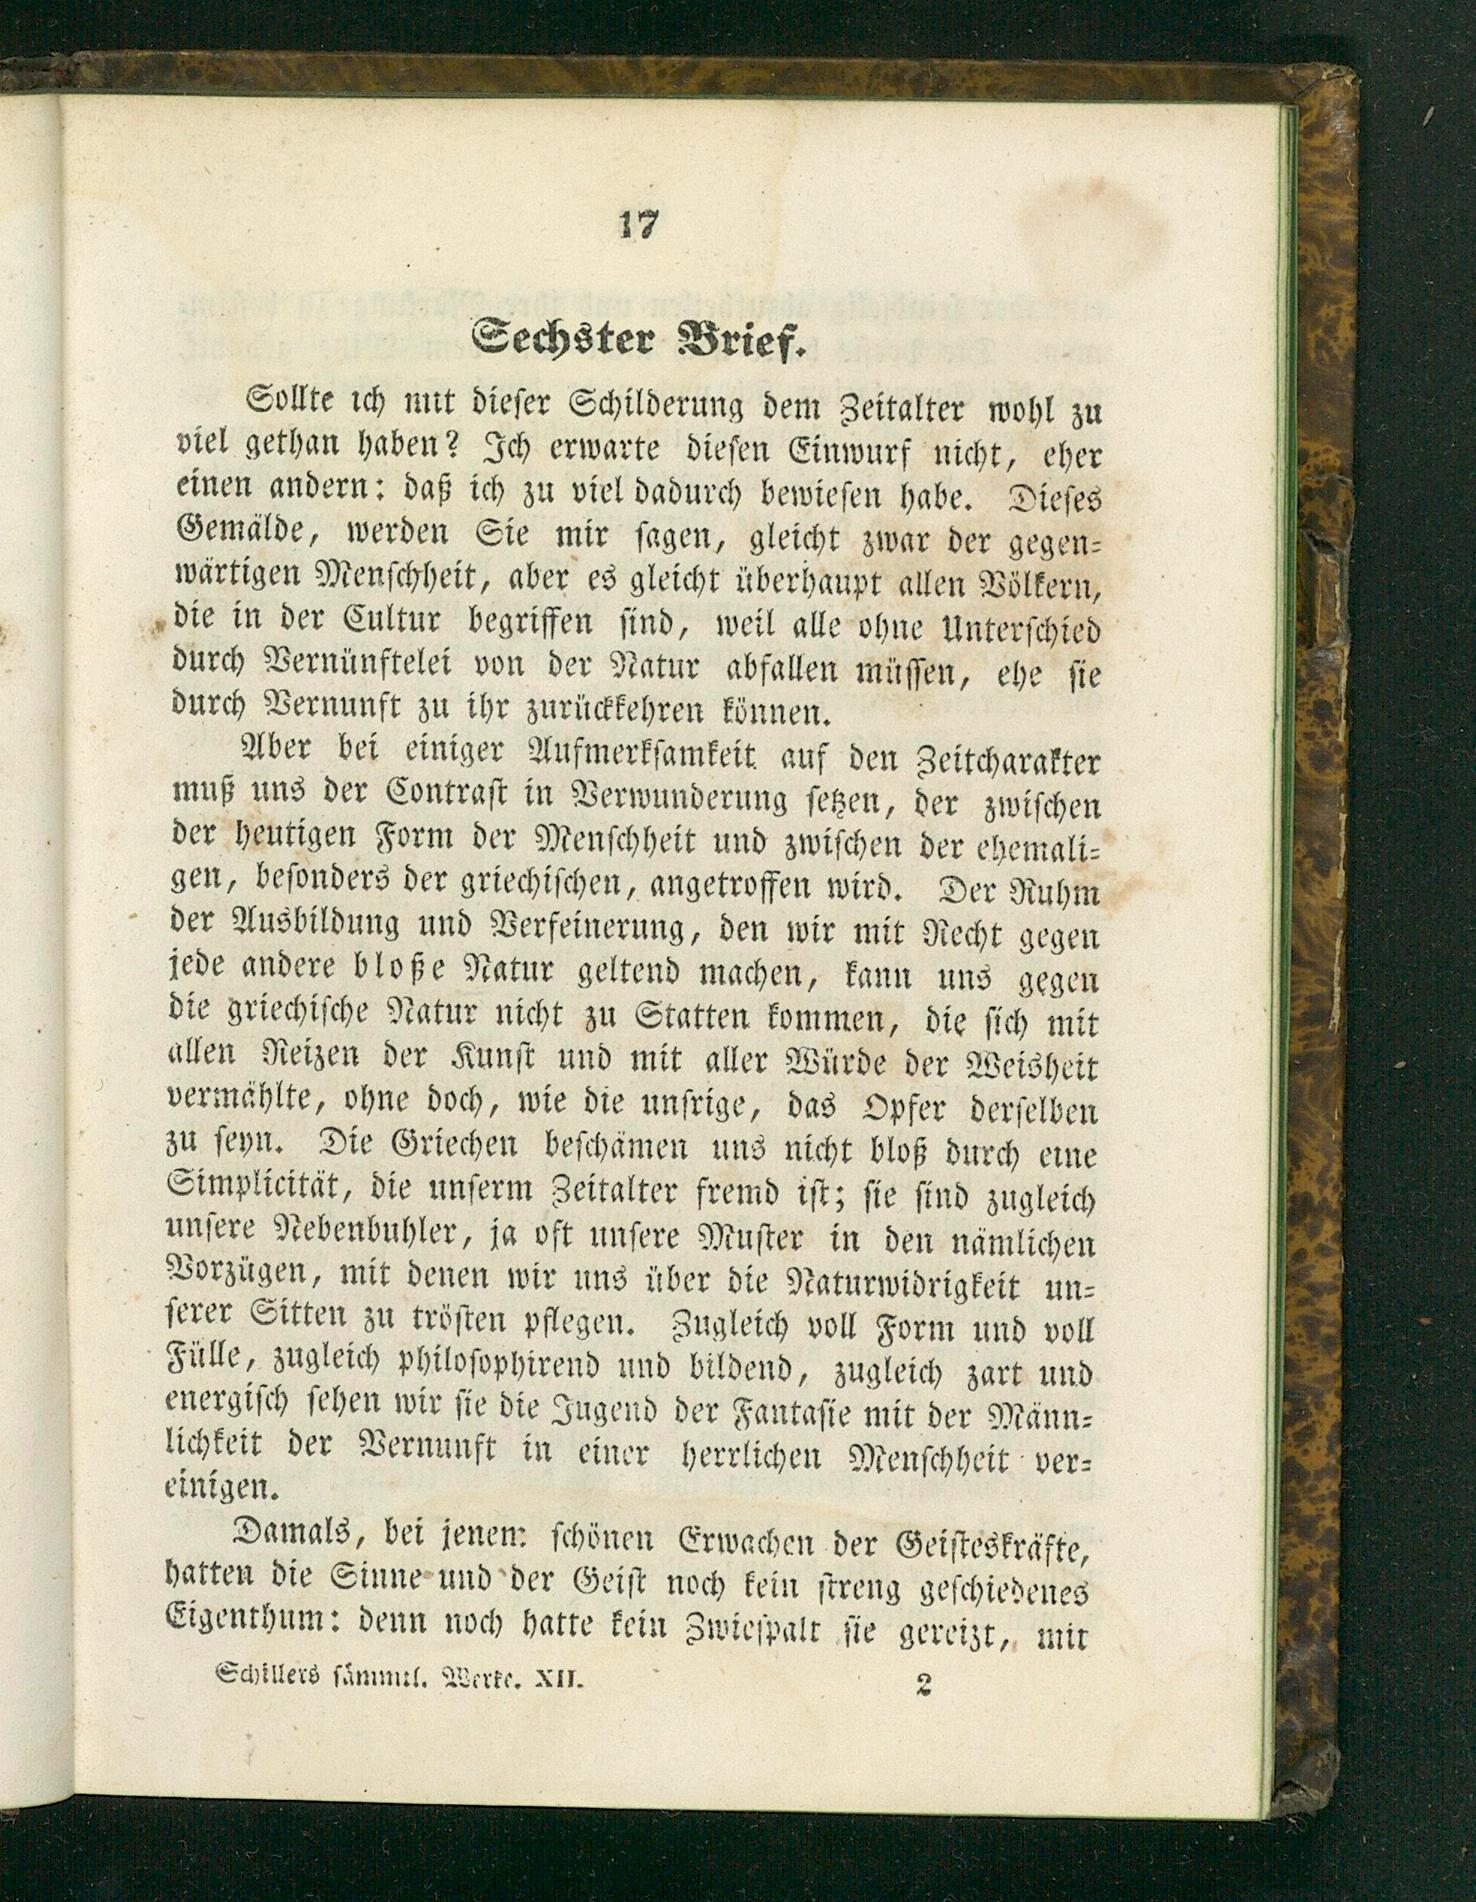 17
Sechster Brief.
Sollte ich mit dieser Schilderung dem Zeitalter wohl zu
viel gethan haben? Ich erwarte diesen Einwurf nicht, eher
einen andern: daß ich zu viel dadurch bewiesen habe. Dieses
Gemälde, werden Sie mir sagen, gleicht zwar der gegen=
wärtigen Menschheit, aber es gleicht überhaupt allen Völkern,
die in der Cultur begriffen sind, weil alle ohne Unterschied
durch Vernünftelei von der Natur abfallen müssen, ehe sie
durch Vernunft zu ihr zurückkehren können.
Aber bei einiger Aufmerksamkeit auf den Zeitcharakter
muß uns der Contrast in Verwunderung setzen, der zwischen
der heutigen Form der Menschheit und zwischen der ehemali=
gen, besonders der griechischen, angetroffen wird. Der Ruhm
der Ausbildung und Verfeinerung, den wir mit Recht gegen
jede andere bloße Natur geltend machen, kann uns gegen
die griechische Natur nicht zu Statten kommen, die sich mit
allen Reizen der Kunst und mit aller Würde der Weisheit
vermählte, ohne doch, wie die unsrige, das Opfer derselben
zu seyn. Die Griechen beschämen uns nicht bloß durch eine
Simplicität, die unserm Zeitalter fremd ist; sie sind zugleich
unsere Nebenbuhler, ja oft unsere Muster in den nämlichen
Vorzügen, mit denen wir uns über die Naturwidrigkeit un=
serer Sitten zu trösten pflegen. Zugleich voll Form und voll
Fülle, zugleich philosophirend und bildend, zugleich zart und
energisch sehen wir sie die Jugend der Fantasie mit der Männ=
lichkeit der Vernunft in einer herrlichen Menschheit ver=
einigen.
Damals, bei jenem schönen Erwachen der Geisteskräfte,
hatten die Sinne und der Geist noch kein streng geschiedenes
Eigenthum: denn noch hatte kein Zwiespalt sie gereizt, mit
Schillers sämmtl. Werke. XII. 2